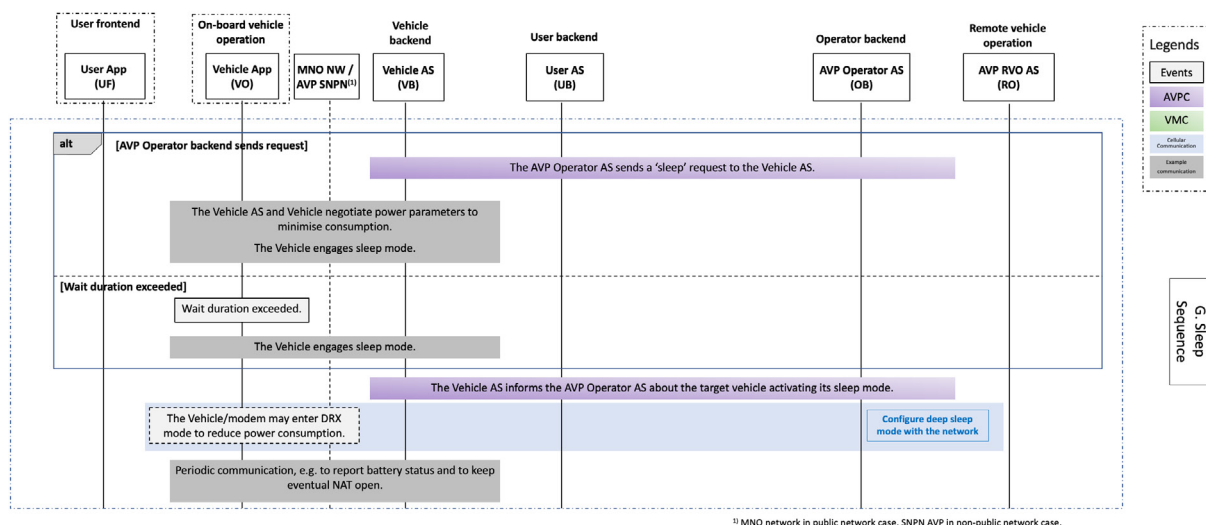 User frontend
On-board vehicle
operation
Vehicle
backend
User backend
Operator backend
Remote vehicle
operation
User App
(UF)
Vehicle App
(VO)
MNO NW /
AVP SNPN(1)
Vehicle AS
(VB)
User AS
(UB)
AVP Operator AS
(OB)
AVP RVO AS
(RO)
Legends
Events
AVPC
VMC
Cellular
Communication
Example
communication
alt
[AVP Operator backend sends request]
The AVP Operator AS sends a ‘sleep’ request to the Vehicle AS.
The Vehicle AS and Vehicle negotiate power parameters to
minimise consumption.
The Vehicle engages sleep mode.
[Wait duration exceeded]
Wait duration exceeded.
The Vehicle engages sleep mode.
G. Sleep
Sequence
The Vehicle AS informs the AVP Operator AS about the target vehicle activating its sleep mode.
The Vehicle/modem may enter DRX
mode to reduce power consumption.
Configure deep sleep
mode with the network
Periodic communication, e.g. to report battery status and to keep
eventual NAT open.
1) MNO network in public network case, SNPN AVP in non-public network case.